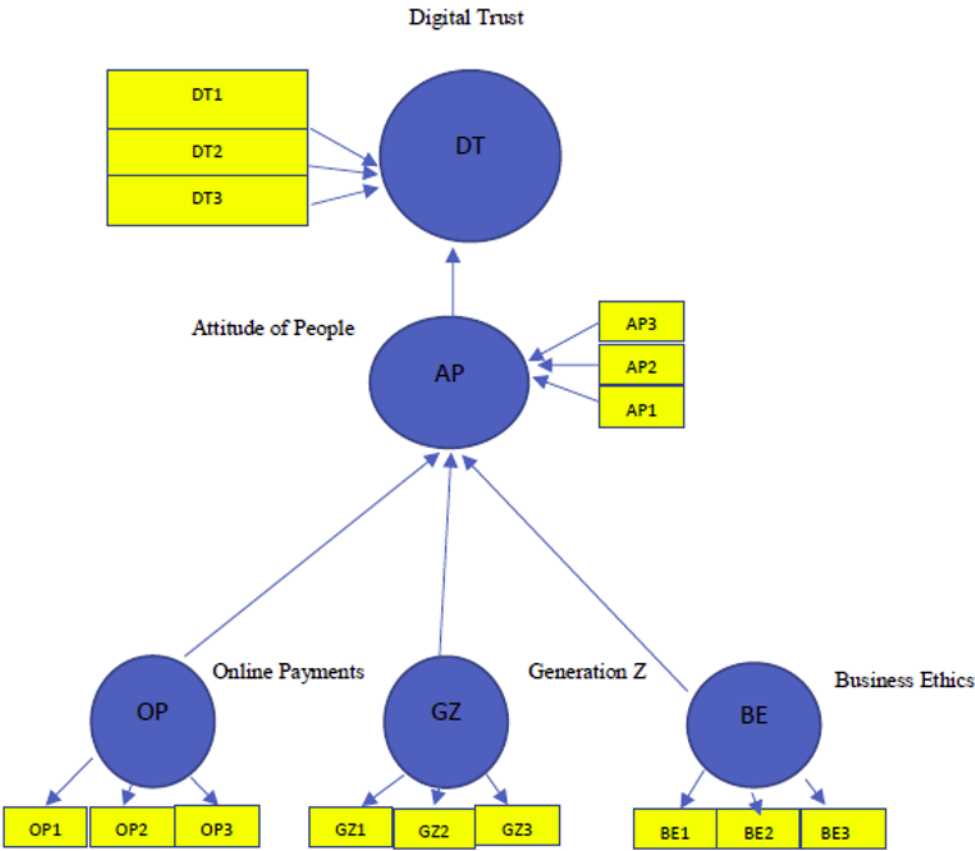 Digital Trust
DT1
DT2
DT3
DT
Attitude of People
AP
AP3
AP2
AP1
Online Payments
Generation Z
Business Ethics
OP
GZ
BE
OP1
OP2
OP3
GZ1
GZ2
GZ3
BE1
BE2
BE3